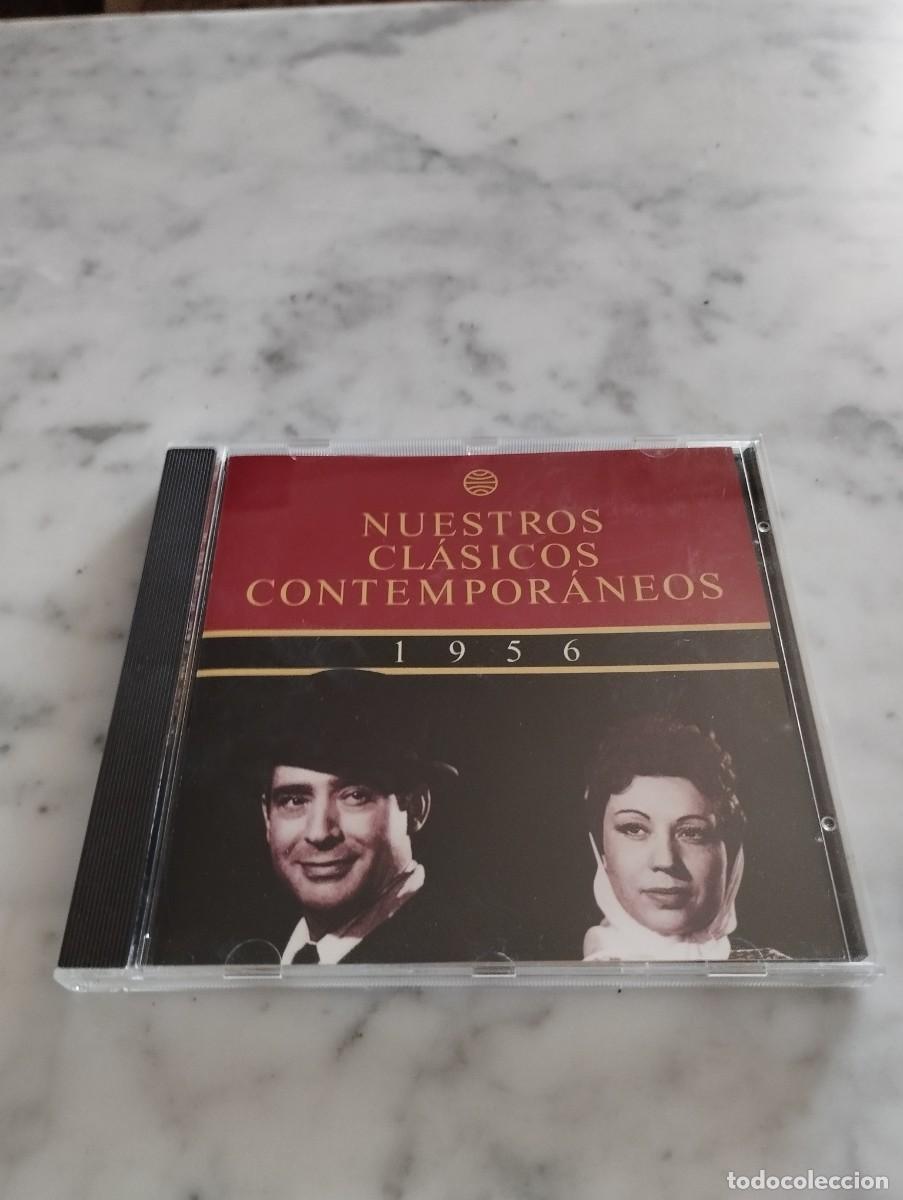 NUESTROS
CLÁSICOS
CONTEMPORÁNEOS
1956
todocoleccion